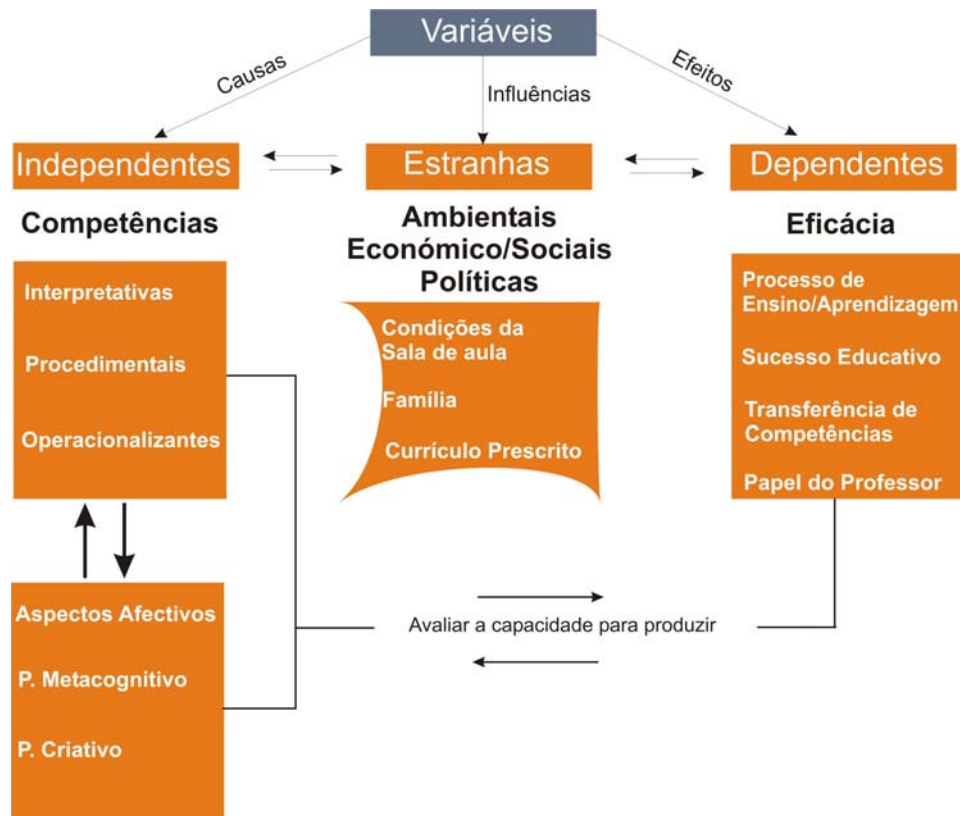 Variáveis
Causas
Influências
Efeitos
Independentes
Estranhas
Dependentes
Competências
Ambientais
Económico/Sociais
Políticas
Eficácia
Interpretativas
Procedimentais
Operacionalizantes
Condições da
Sala de aula
Família
Currículo Prescrito
Processo de
Ensino/Aprendizagem
Sucesso Educativo
Transferência de
Competências
Papel do Professor
Aspectos Afectivos
P. Metacognitivo
P. Criativo
Avaliar a capacidade para produzir